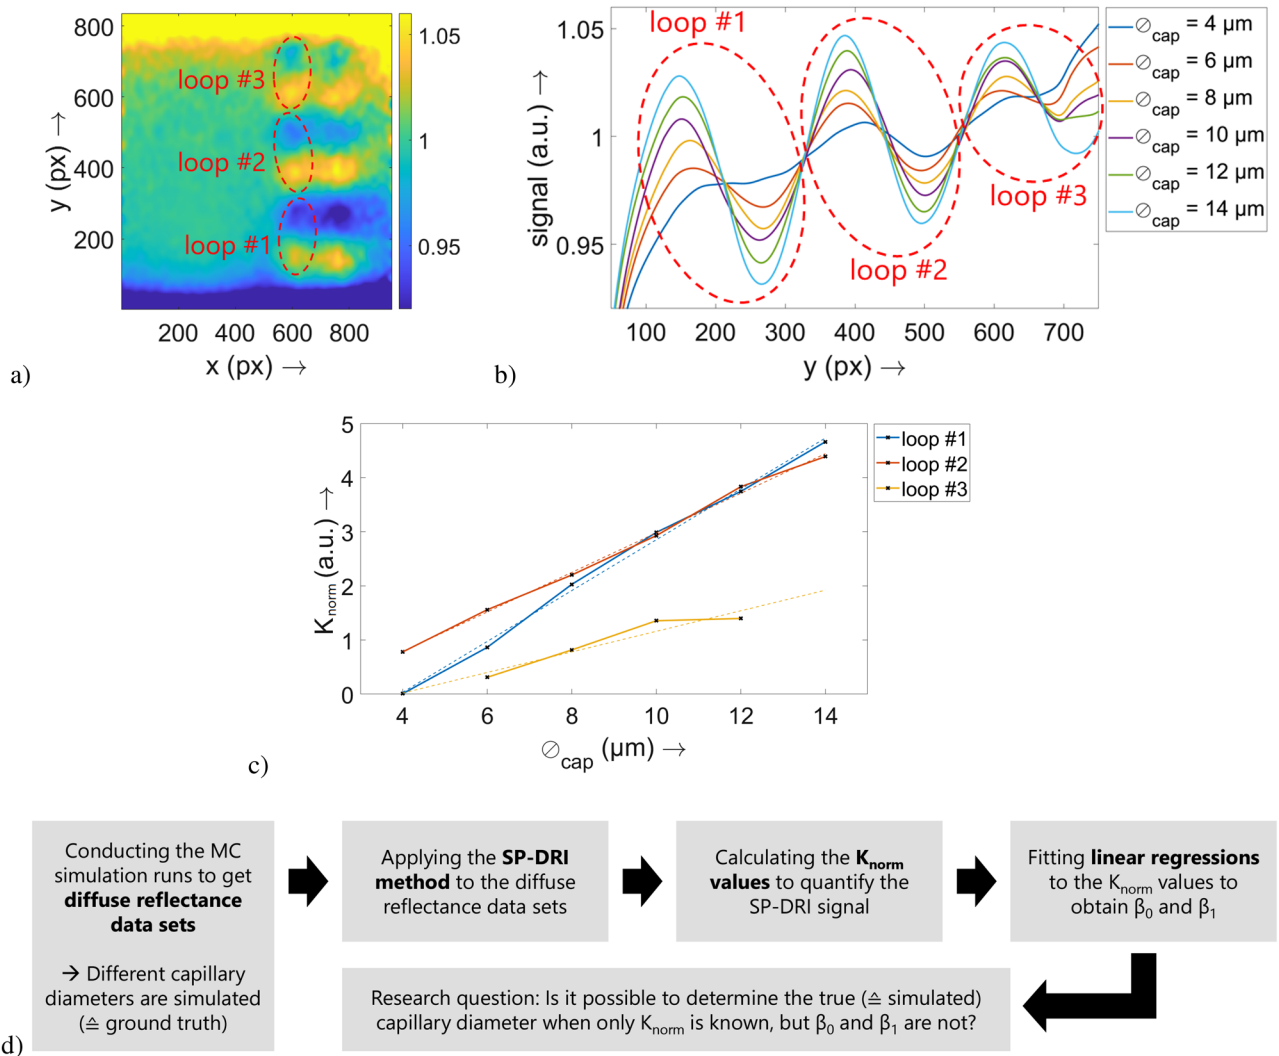 800
600
400
200
y (px) →
loop #3
loop #2
loop #1
1.05
1
0.95
200 400 600 800
x (px) →
a)
1.05
1
0.95
signal (a.u.) →
loop #1
loop #2
loop #3
100 200 300 400 500 600 700
y (px) →
b)
∅cap = 4 µm
∅cap = 6 µm
∅cap = 8 µm
∅cap = 10 µm
∅cap = 12 µm
∅cap = 14 µm
5
4
3
2
1
0
Knorm (a.u.) →
4 6 8 10 12 14
∅cap (µm) →
loop #1
loop #2
loop #3
c)
Conducting the MC
simulation runs to get
diffuse reflectance
data sets
→ Different capillary
diameters are simulated
(≙ ground truth)
Applying the SP-DRI
method to the diffuse
reflectance data sets
Calculating the Knorm
values to quantify the
SP-DRI signal
Fitting linear regressions
to the Knorm values to
obtain β0 and β1
Research question: Is it possible to determine the true (≙ simulated)
capillary diameter when only Knorm is known, but β0 and β1 are not?
d)